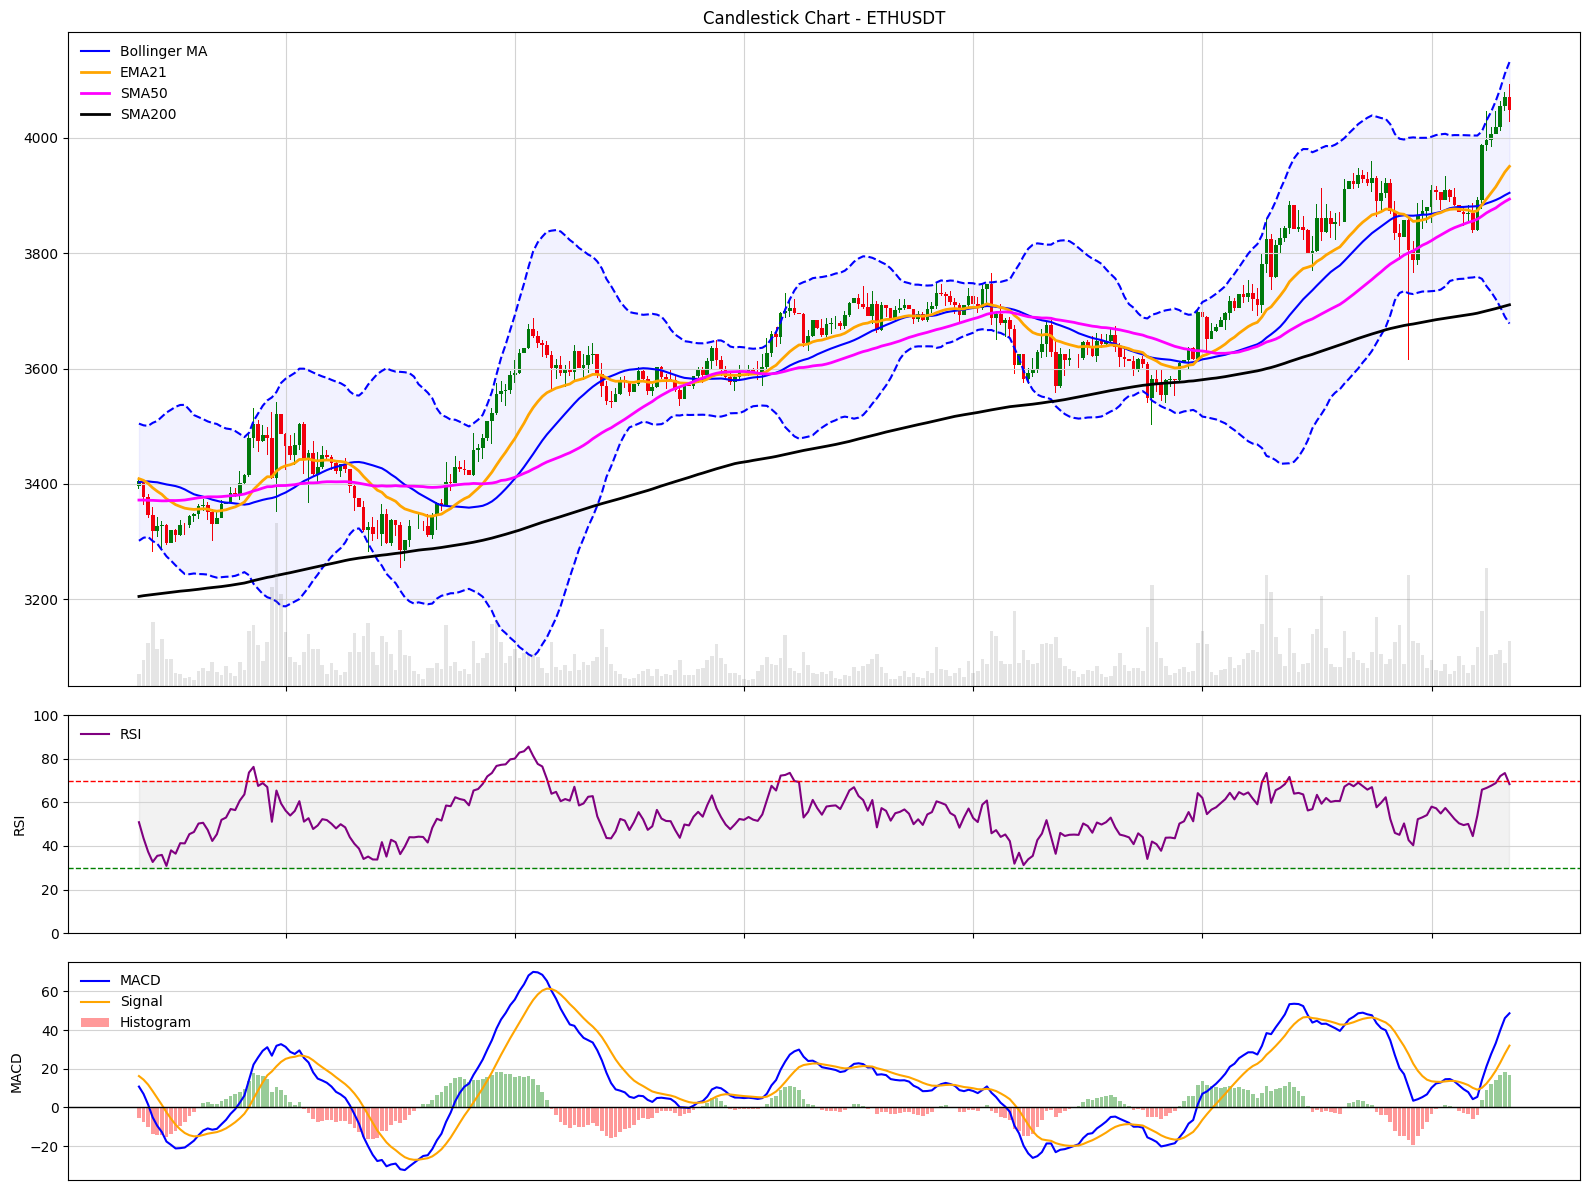 Candlestick Chart - ETHUSDT
Bollinger MA
EMA21
SMA50
SMA200
4000
3800
3600
3400
3200
RSI
100
80
60
40
20
0
RSI
MACD
Signal
Histogram
60
40
20
0
−20
MACD